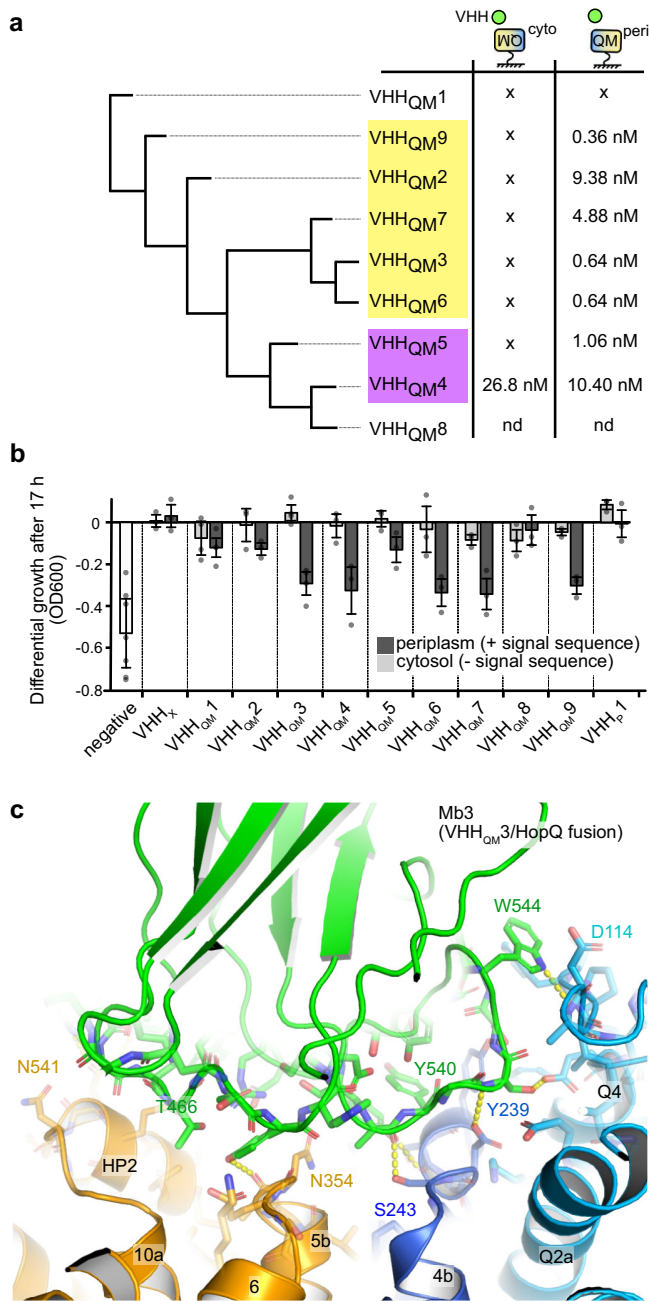 a
VHH
QM cyto
QM peri
VHHQM1 x x
VHHQM9 x 0.36 nM
VHHQM2 x 9.38 nM
VHHQM7 x 4.88 nM
VHHQM3 x 0.64 nM
VHHQM6 x 0.64 nM
VHHQM5 x 1.06 nM
VHHQM4 26.8 nM 10.40 nM
VHHQM8 nd nd
b
Differential growth after 17 h
(OD600)
0
-0.2
-0.4
-0.6
-0.8
periplasm (+ signal sequence)
cytosol (- signal sequence)
negative
VHHX
VHHQM1
VHHQM2
VHHQM3
VHHQM4
VHHQM5
VHHQM6
VHHQM7
VHHQM8
VHHQM9
VHHP1
c
Mb3
(VHHQM3/HopQ fusion)
W544
D114
N541
T466
Y540
Q4
Y239
HP2
N354
S243
10a
5b
6
4b
Q2a